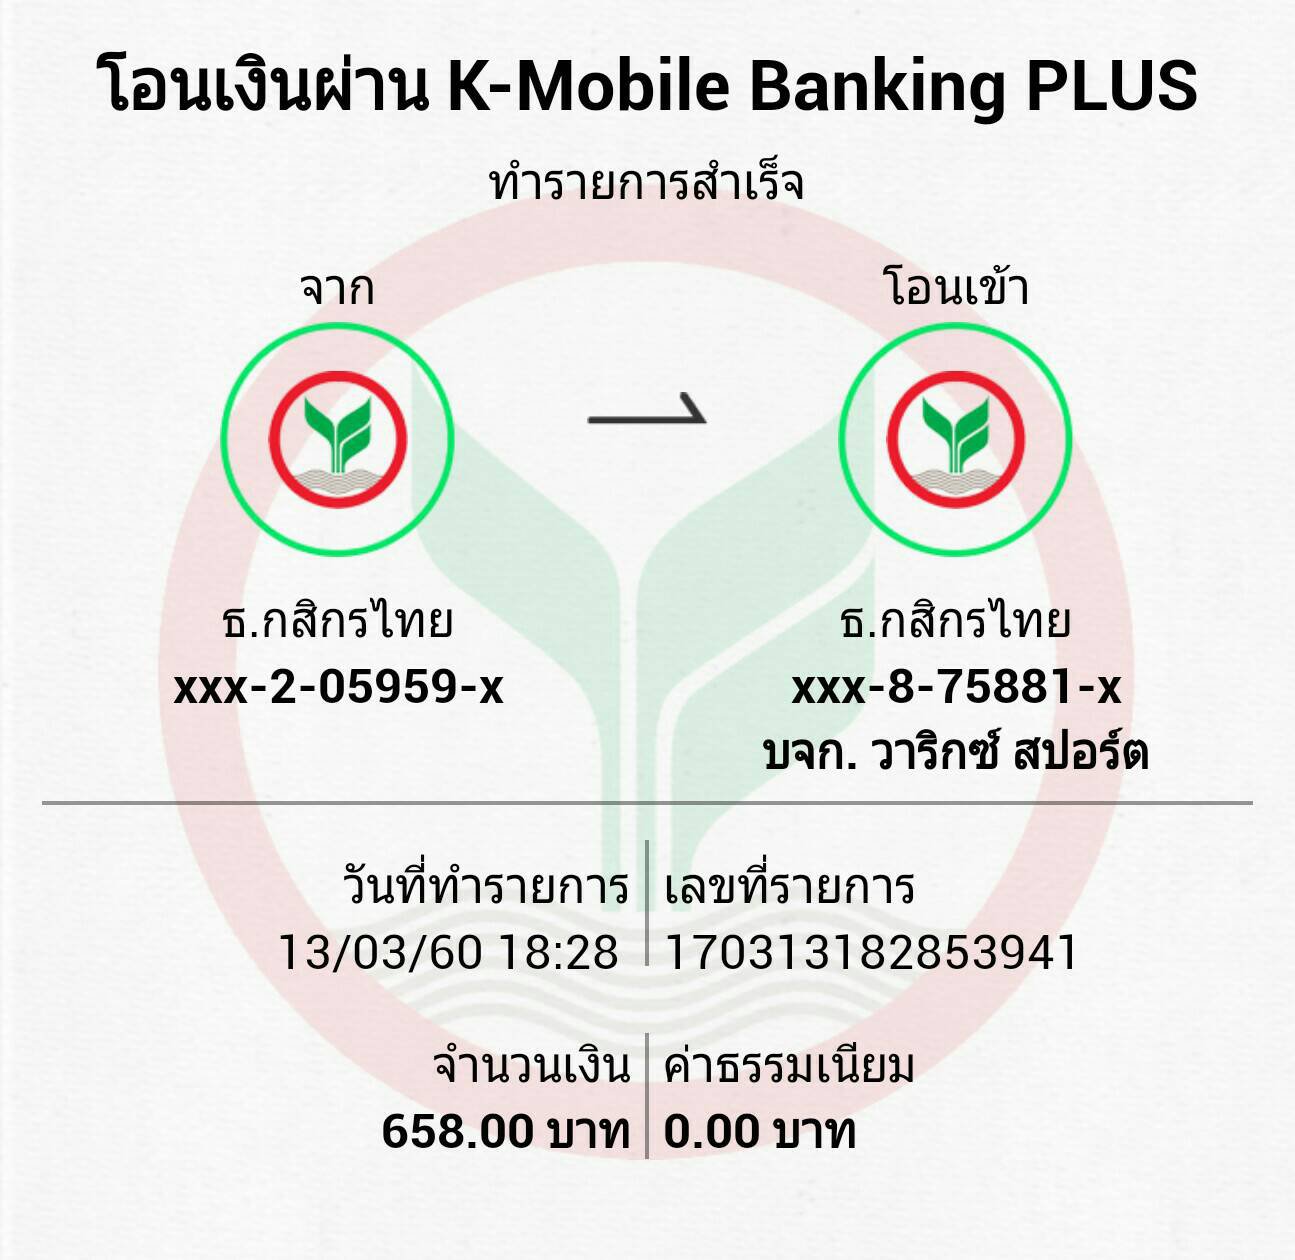 โอนเงินผ่าน K-Mobile Banking PLUS
ทำรายการสำเร็จ
จาก
โอนเข้า
ธ.กสิกรไทย
xxx-2-05959-x
ธ.กสิกรไทย
xxx-8-75881-x
บจก. วาริกซ์ สปอร์ต
วันที่ทำรายการ
13/03/60 18:28
เลขที่รายการ
170313182853941
จำนวนเงิน
658.00 บาท
ค่าธรรมเนียม
0.00 บาท